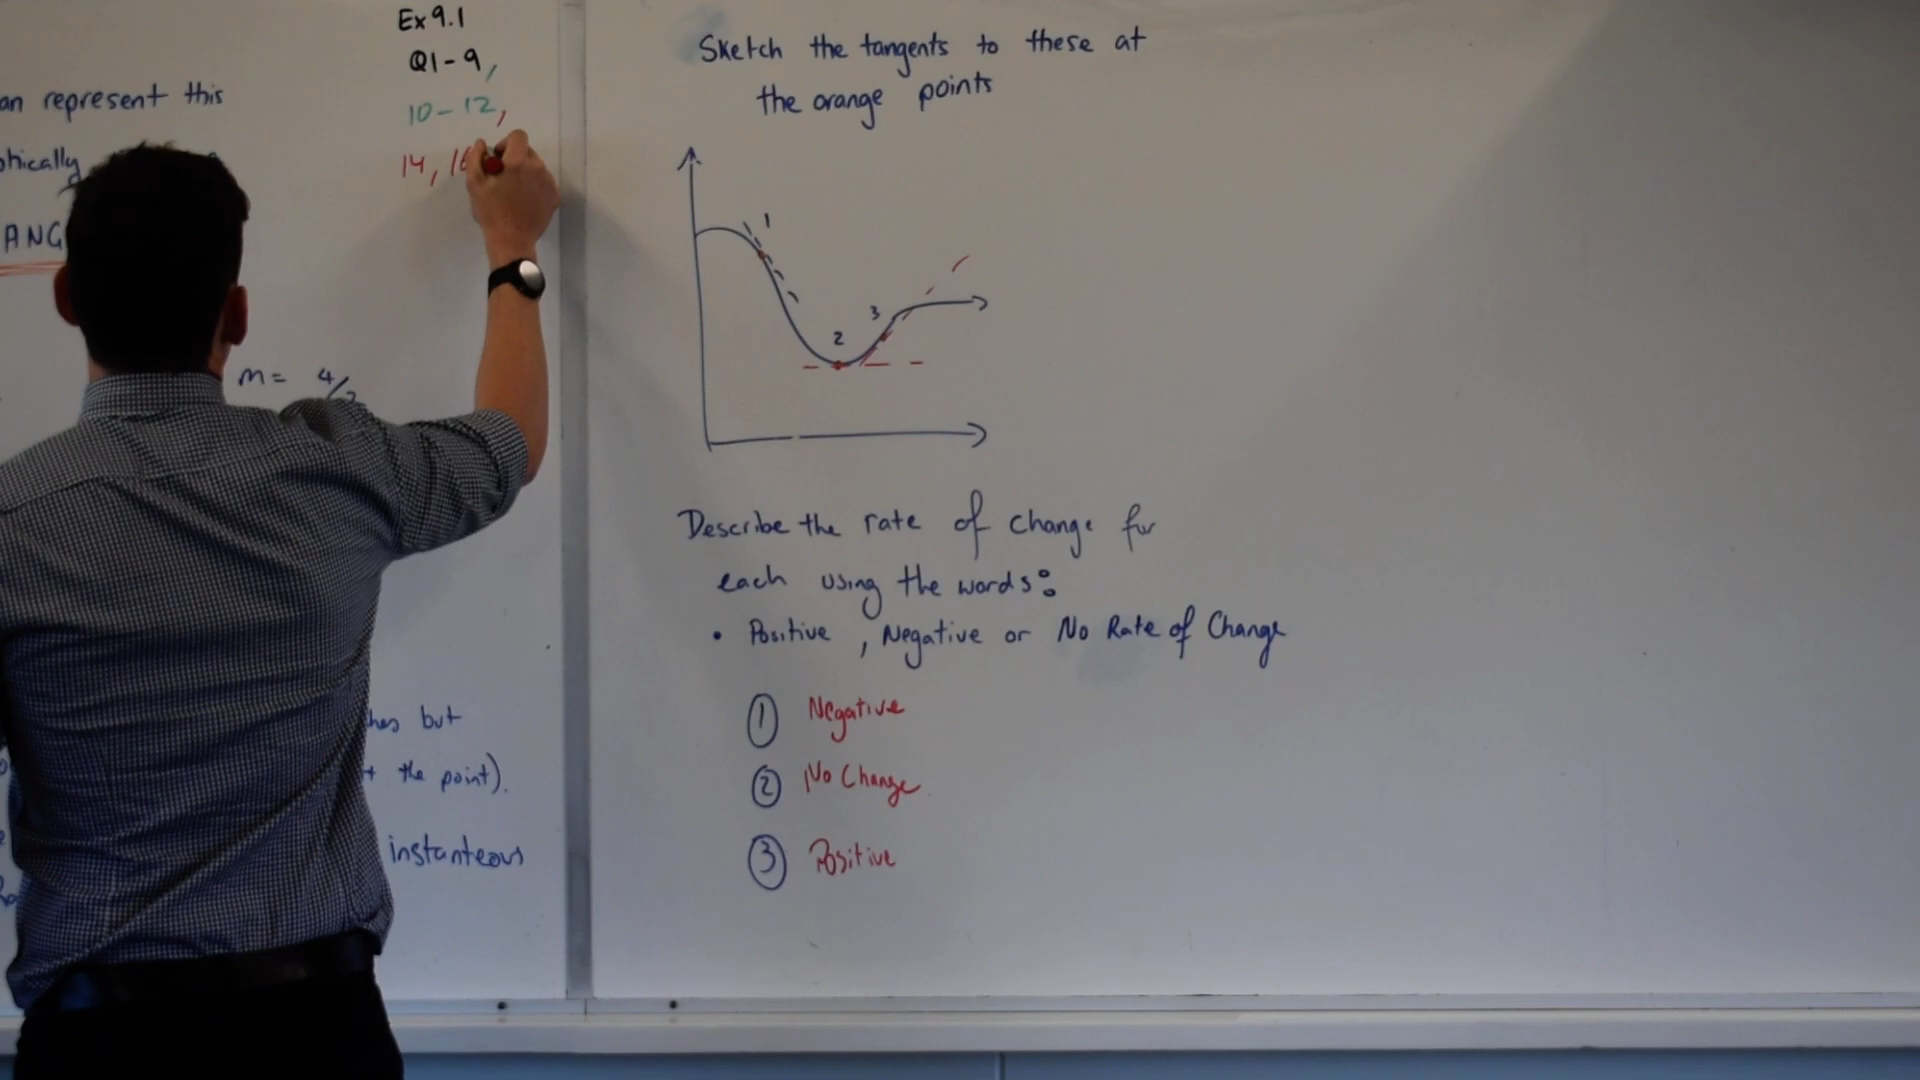 an represent this
phically
ANG
m = 4/
hes but
the point).
instanteous
Ex 9.1
Q1-9,
10-12,
14, 16
Sketch the tangents to these at
the orange points
1
2
3
Describe the rate of change for
each using the words:
• Positive, Negative or No Rate of Change
1 Negative
2 No Change
3 Positive